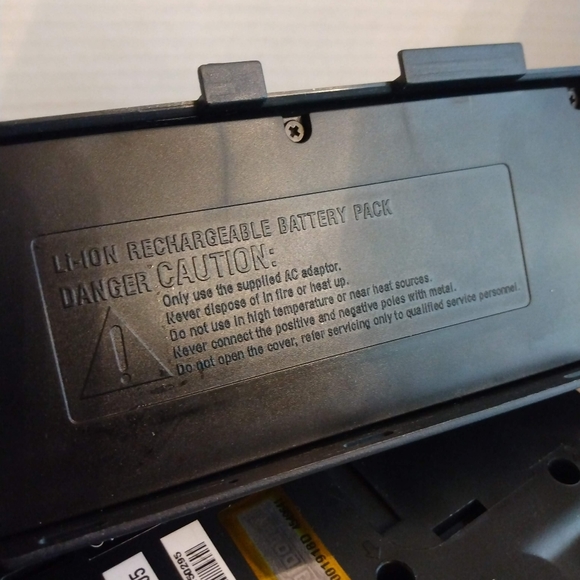 Li-ION RECHARGEABLE BATTERY PACK
DANGER CAUTION:
Only use the supplied AC adaptor.
Never dispose of in fire or heat up.
Do not use in high temperature or near heat sources.
Never connect the positive and negative poles with metal.
Do not open the cover, refer servicing only to qualified service personnel.
50295
05